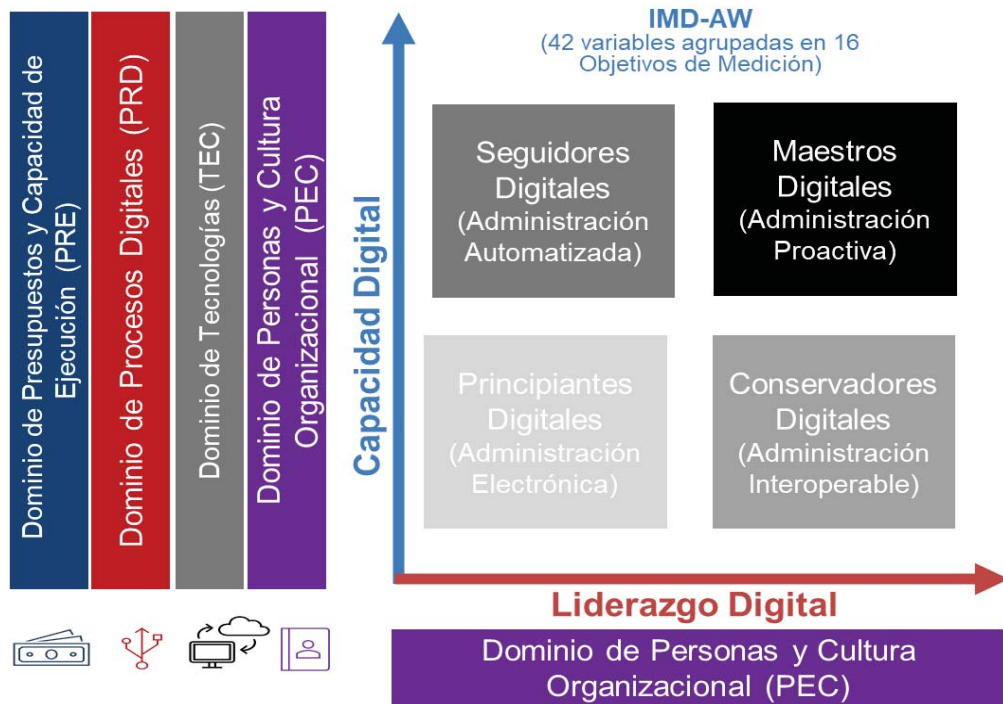 Dominio de Presupuestos y Capacidad de
Ejecución (PRE)
Dominio de Procesos Digitales (PRD)
Dominio de Tecnologías (TEC)
Dominio de Personas y Cultura
Organizacional (PEC)
Capacidad Digital
IMD-AW
(42 variables agrupadas en 16
Objetivos de Medición)
Seguidores
Digitales
(Administración
Automatizada)
Maestros
Digitales
(Administración
Proactiva)
Principiantes
Digitales
(Administración
Electrónica)
Conservadores
Digitales
(Administración
Interoperable)
Liderazgo Digital
Dominio de Personas y Cultura
Organizacional (PEC)